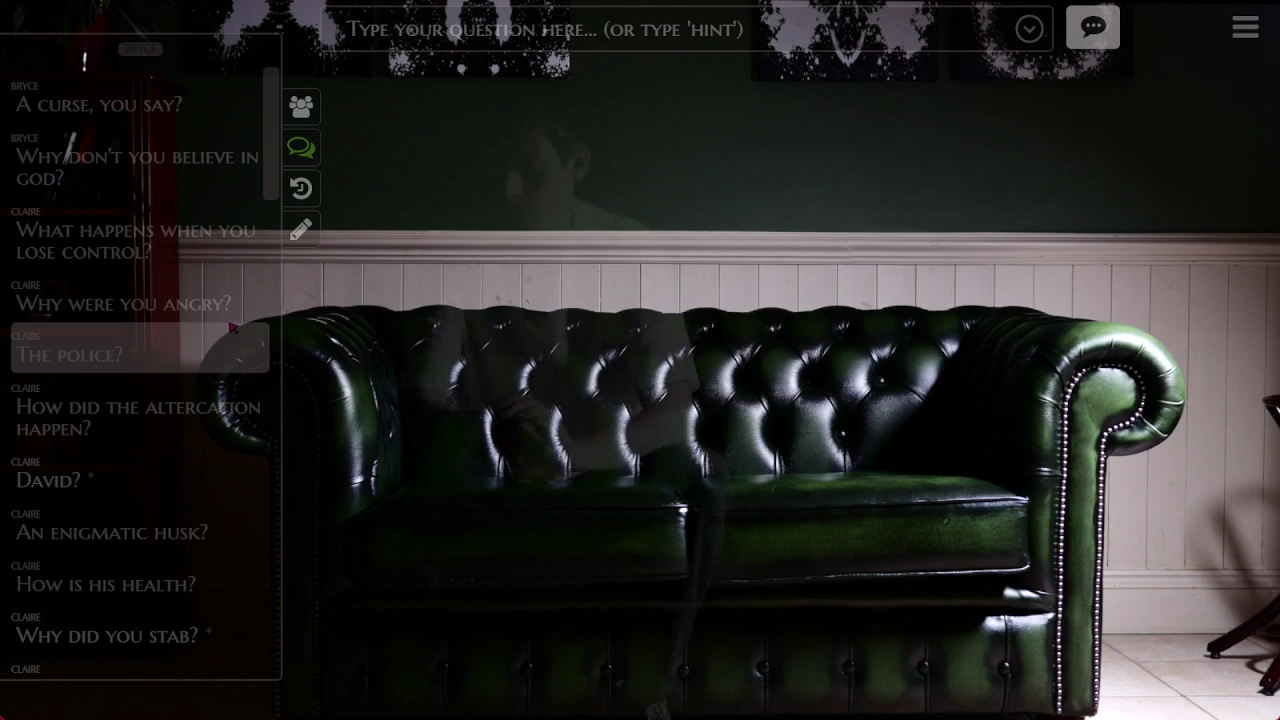 Type your question here... (or type 'hint')
BRYCE
BRYCE
A curse, you say?
BRYCE
Why don't you believe in
God?
CLAIRE
What happens when you
lose control?
CLAIRE
Why were you angry?
CLAIRE
The police? *
CLAIRE
How did the altercation
happen?
CLAIRE
David? *
CLAIRE
An enigmatic husk?
CLAIRE
How is his health?
CLAIRE
Why did you stab? *
CLAIRE